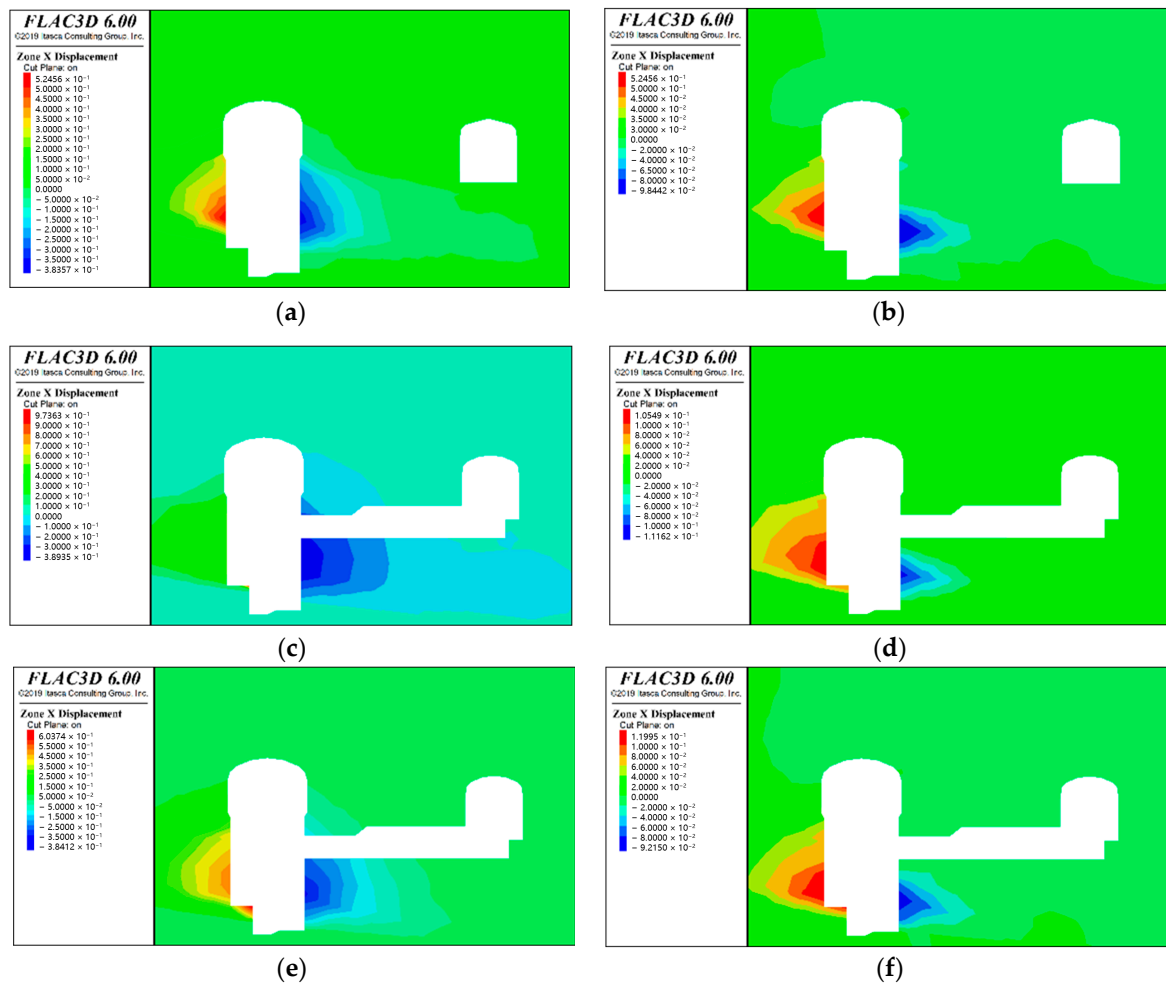 FLAC3D 6.00
©2019 Itasca Consulting Group, Inc.
Zone X Displacement
Cut Plane: on
5.2456 × 10⁻¹
5.0000 × 10⁻¹
4.5000 × 10⁻¹
4.0000 × 10⁻¹
3.5000 × 10⁻¹
3.0000 × 10⁻¹
2.5000 × 10⁻¹
2.0000 × 10⁻¹
1.5000 × 10⁻¹
1.0000 × 10⁻¹
5.0000 × 10⁻²
0.0000
− 5.0000 × 10⁻²
− 1.0000 × 10⁻¹
− 1.5000 × 10⁻¹
− 2.0000 × 10⁻¹
− 2.5000 × 10⁻¹
− 3.0000 × 10⁻¹
− 3.5000 × 10⁻¹
− 3.8357 × 10⁻¹
(a)
FLAC3D 6.00
©2019 Itasca Consulting Group, Inc.
Zone X Displacement
Cut Plane: on
5.2456 × 10⁻¹
5.0000 × 10⁻¹
4.5000 × 10⁻²
4.0000 × 10⁻²
3.5000 × 10⁻²
3.0000 × 10⁻²
0.0000
− 2.0000 × 10⁻²
− 4.0000 × 10⁻²
− 6.5000 × 10⁻²
− 8.0000 × 10⁻²
− 9.8442 × 10⁻²
(b)
FLAC3D 6.00
©2019 Itasca Consulting Group, Inc.
Zone X Displacement
Cut Plane: on
9.7363 × 10⁻¹
9.0000 × 10⁻¹
8.0000 × 10⁻¹
7.0000 × 10⁻¹
6.0000 × 10⁻¹
5.0000 × 10⁻¹
4.0000 × 10⁻¹
3.0000 × 10⁻¹
2.0000 × 10⁻¹
1.0000 × 10⁻¹
0.0000
− 1.0000 × 10⁻¹
− 2.0000 × 10⁻¹
− 3.0000 × 10⁻¹
− 3.8935 × 10⁻¹
(c)
FLAC3D 6.00
©2019 Itasca Consulting Group, Inc.
Zone X Displacement
Cut Plane: on
1.0549 × 10⁻¹
1.0000 × 10⁻¹
8.0000 × 10⁻²
6.0000 × 10⁻²
4.0000 × 10⁻²
2.0000 × 10⁻²
0.0000
− 2.0000 × 10⁻²
− 4.0000 × 10⁻²
− 6.0000 × 10⁻²
− 8.0000 × 10⁻²
− 1.0000 × 10⁻¹
− 1.1162 × 10⁻¹
(d)
FLAC3D 6.00
©2019 Itasca Consulting Group, Inc.
Zone X Displacement
Cut Plane: on
6.0374 × 10⁻¹
5.5000 × 10⁻¹
4.5000 × 10⁻¹
3.5000 × 10⁻¹
2.5000 × 10⁻¹
1.5000 × 10⁻¹
5.0000 × 10⁻²
− 5.0000 × 10⁻²
− 1.5000 × 10⁻¹
− 2.5000 × 10⁻¹
− 3.5000 × 10⁻¹
− 3.8412 × 10⁻¹
(e)
FLAC3D 6.00
©2019 Itasca Consulting Group, Inc.
Zone X Displacement
Cut Plane: on
1.1995 × 10⁻¹
1.0000 × 10⁻¹
8.0000 × 10⁻²
6.0000 × 10⁻²
4.0000 × 10⁻²
2.0000 × 10⁻²
0.0000
− 2.0000 × 10⁻²
− 4.0000 × 10⁻²
− 6.0000 × 10⁻²
− 8.0000 × 10⁻²
− 9.2150 × 10⁻²
(f)